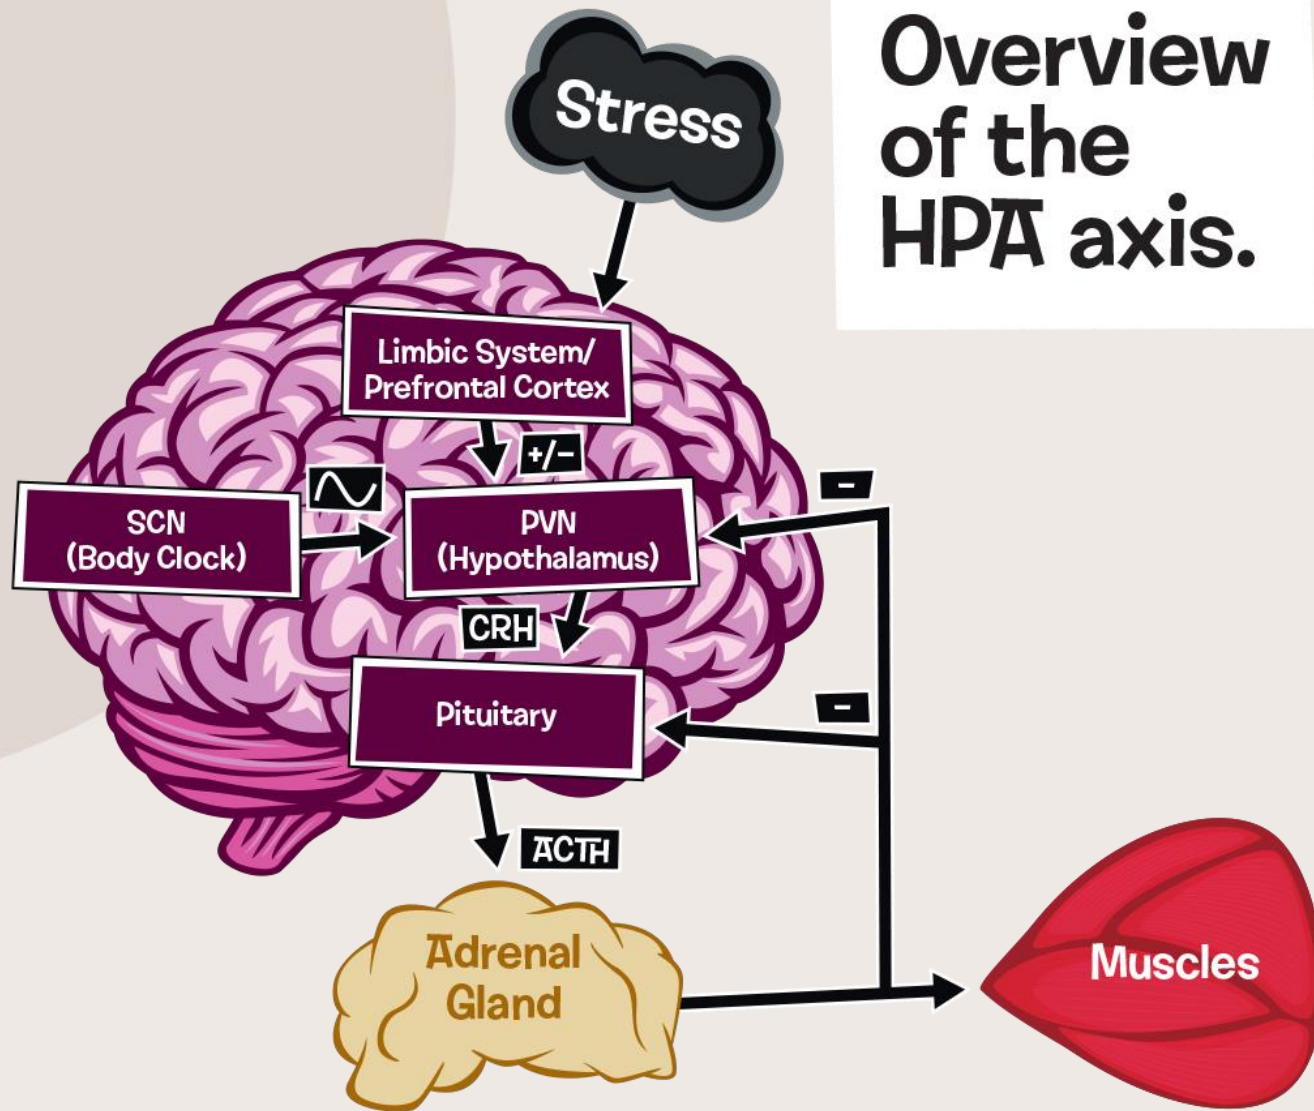 Overview
of the
HPA axis.
Stress
Limbic System/
Prefrontal Cortex
+/-
SCN
(Body Clock)
PVN
(Hypothalamus)
-
CRH
Pituitary
-
ACTH
Adrenal
Gland
Muscles